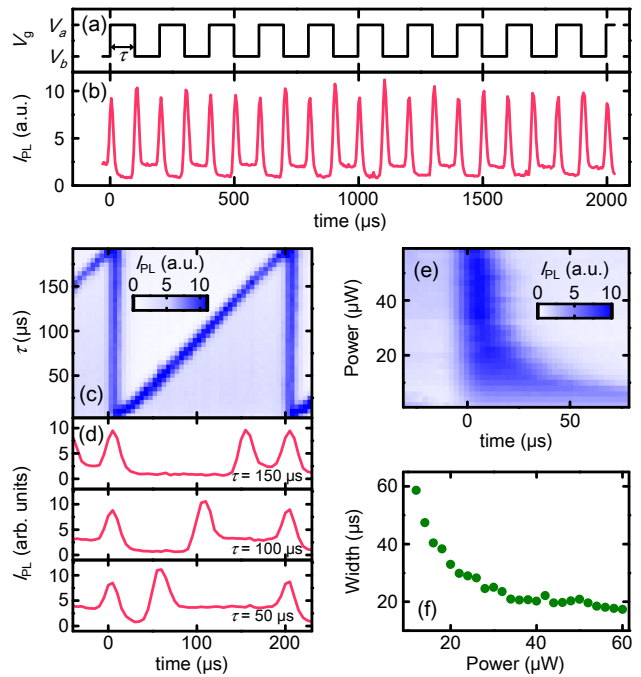 (a)
V_g
V_a
V_b
τ
(b)
I_PL (a.u.)
10
5
0
0 500 1000 1500 2000
time (µs)
I_PL (a.u.)
0 5 10
τ (µs)
150
100
50
(c)
(d)
I_PL (arb. units)
10
5
0
τ = 150 µs
10
5
0
τ = 100 µs
10
5
0
τ = 50 µs
0 100 200
time (µs)
(e)
I_PL (a.u.)
0 5 10
Power (µW)
40
20
0 50
time (µs)
Width (µs)
60
40
20
(f)
20 40 60
Power (µW)